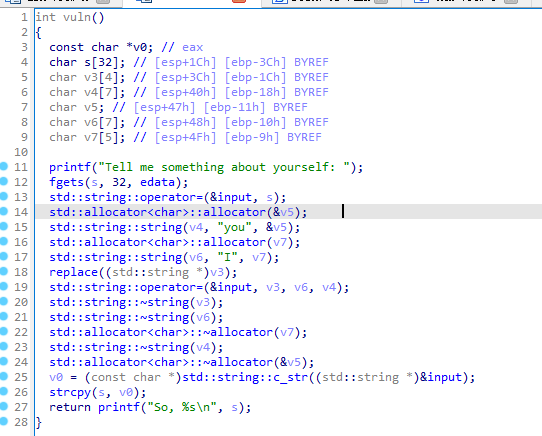 1 int vuln()
2 {
3 const char *v0; // eax
4 char s[32]; // [esp+1Ch] [ebp-3Ch] BYREF
5 char v3[4]; // [esp+3Ch] [ebp-1Ch] BYREF
6 char v4[7]; // [esp+40h] [ebp-18h] BYREF
7 char v5; // [esp+47h] [ebp-11h] BYREF
8 char v6[7]; // [esp+48h] [ebp-10h] BYREF
9 char v7[5]; // [esp+4Fh] [ebp-9h] BYREF
10
11 printf("Tell me something about yourself: ");
12 fgets(s, 32, edata);
13 std::string::operator=(&input, s);
14 std::allocator<char>::allocator(&v5);
15 std::string::string(v4, "you", &v5);
16 std::allocator<char>::allocator(v7);
17 std::string::string(v6, "I", v7);
18 replace((std::string *)v3);
19 std::string::operator=(&input, v3, v6, v4);
20 std::string::~string(v3);
21 std::string::~string(v6);
22 std::allocator<char>::~allocator(v7);
23 std::string::~string(v4);
24 std::allocator<char>::~allocator(&v5);
25 v0 = (const char *)std::string::c_str((std::string *)&input);
26 strcpy(s, v0);
27 return printf("So, %s\n", s);
28 }